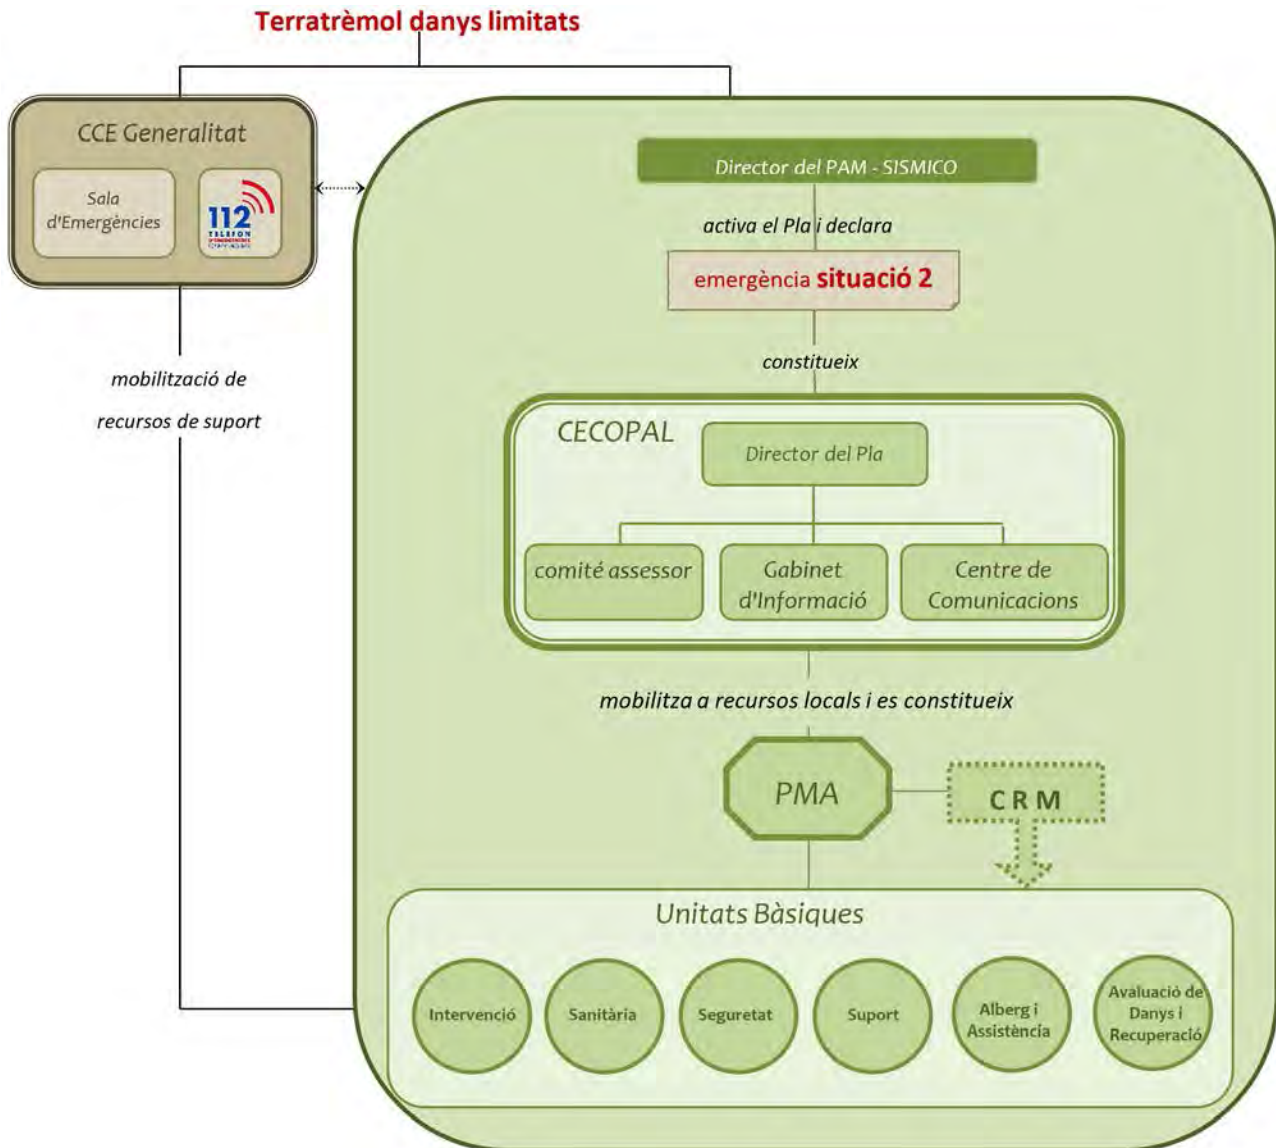 Terratrèmol danys limitats
CCE Generalitat
Sala
d'Emergències
112
TELÈFON
Director del PAM - SISMICO
activa el Pla i declara
emergència situació 2
constitueix
mobilització de
recursos de suport
CECOPAL
Director del Pla
comité assessor
Gabinet
d'Informació
Centre de
Comunicacions
mobilitza a recursos locals i es constitueix
PMA
C R M
Unitats Bàsiques
Intervenció
Sanitària
Seguretat
Suport
Alberg i
Assistència
Avaluació de
Danys i
Recuperació